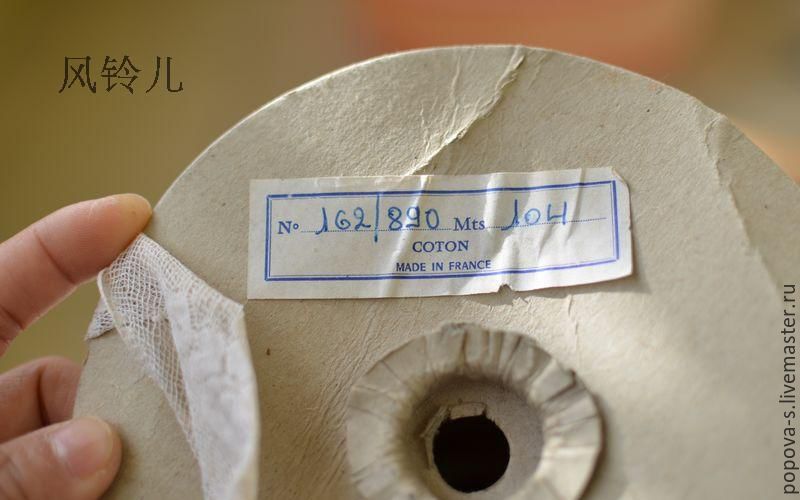 风铃儿
Nº 162/890 Mts 104
COTON
MADE IN FRANCE
popova-s.livemaster.ru